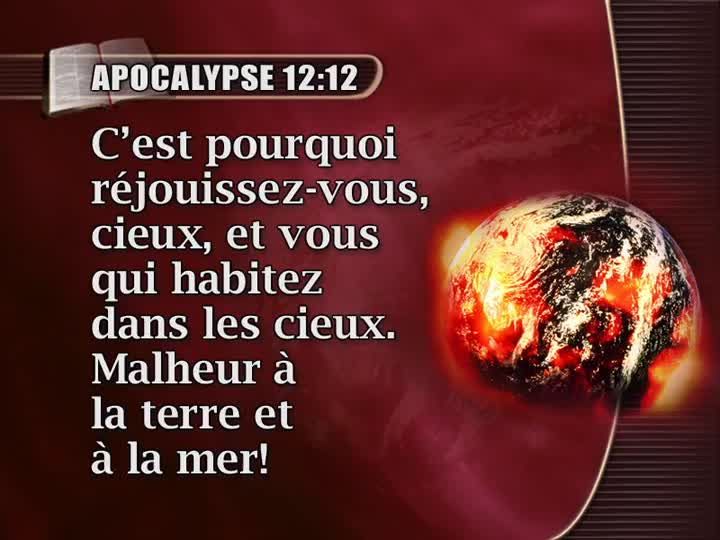 APOCALYPSE 12:12
C’est pourquoi
réjouissez-vous,
cieux, et vous
qui habitez
dans les cieux.
Malheur à
la terre et
à la mer!